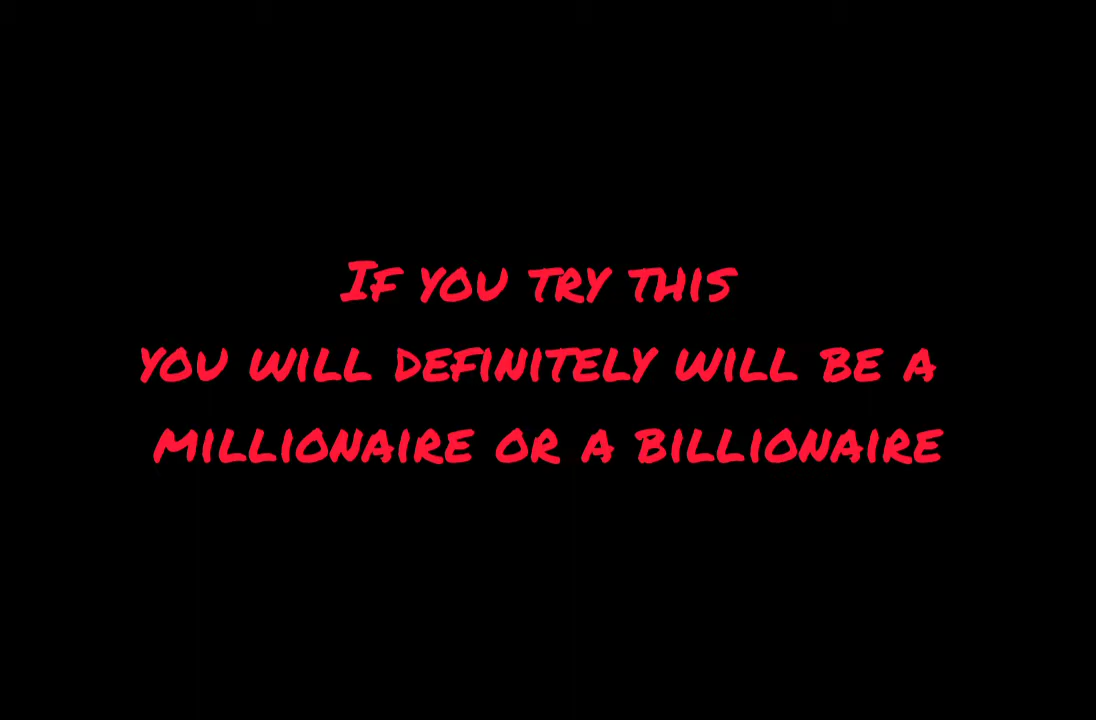 If you try this
you will definitely will be a
millionaire or a billionaire